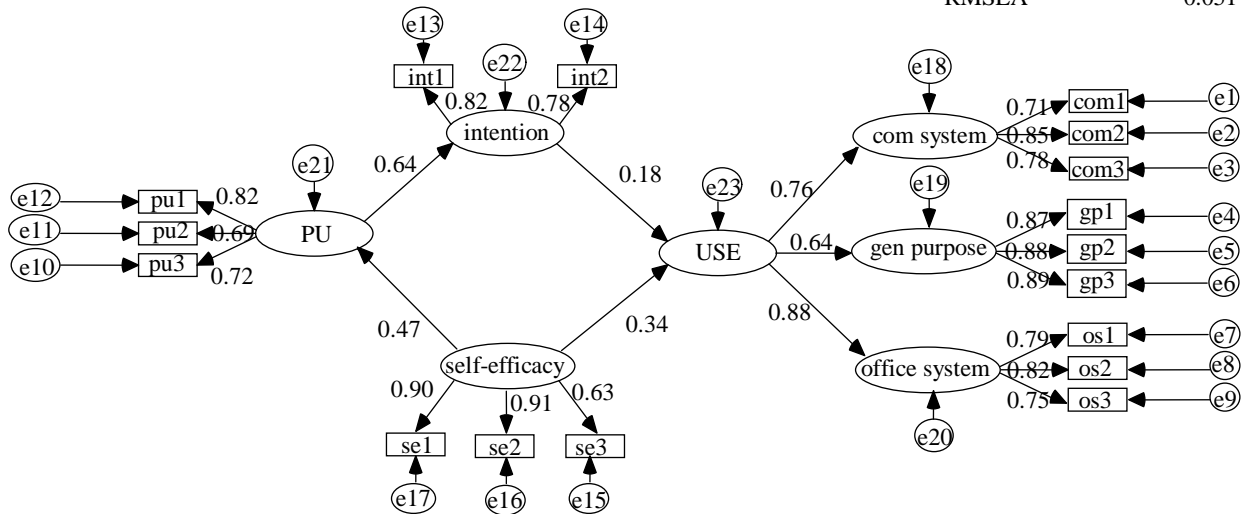 RMSEA 0.051
e13
e14
int1
e22
int2
0.82
0.78
intention
e18
0.71
com1
e1
com system
0.85
com2
e2
0.78
com3
e3
e21
0.64
0.18
e23
0.76
e19
e12
pu1
0.82
e11
pu2
0.69
PU
e10
pu3
0.72
USE
0.64
gen purpose
0.87
gp1
e4
0.88
gp2
e5
0.89
gp3
e6
0.47
0.34
0.88
self-efficacy
office system
0.79
os1
e7
0.82
os2
e8
0.75
os3
e9
0.90
0.91
0.63
se1
se2
se3
e20
e17
e16
e15